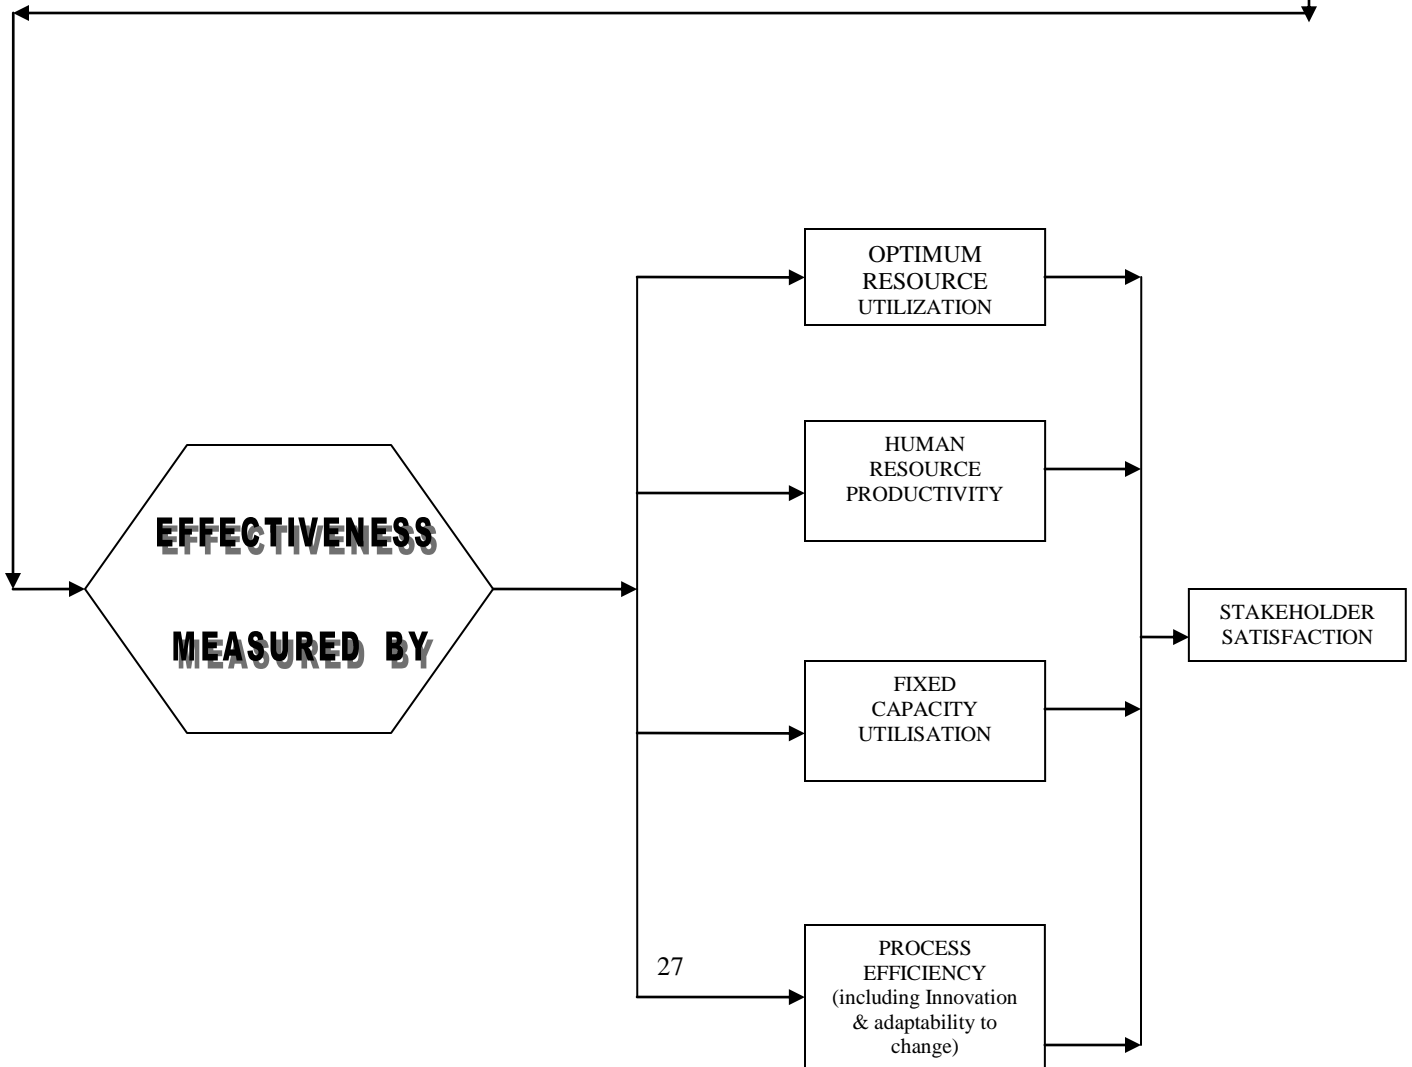 OPTIMUM
RESOURCE
UTILIZATION
HUMAN
RESOURCE
PRODUCTIVITY
EFFECTIVENESS
MEASURED BY
STAKEHOLDER
SATISFACTION
FIXED
CAPACITY
UTILISATION
27
PROCESS
EFFICIENCY
(including Innovation
& adaptability to
change)